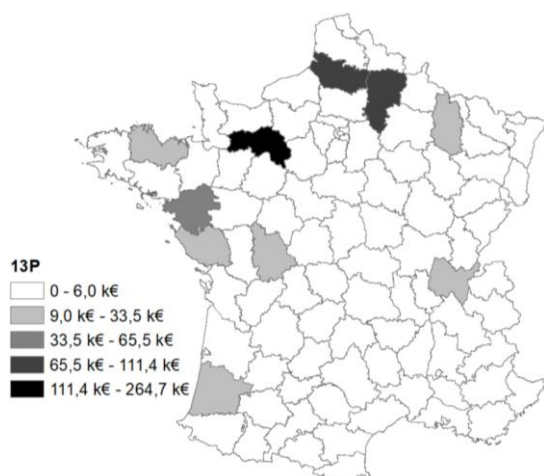 13P
0 - 6,0 k€
9,0 k€ - 33,5 k€
33,5 k€ - 65,5 k€
65,5 k€ - 111,4 k€
111,4 k€ - 264,7 k€